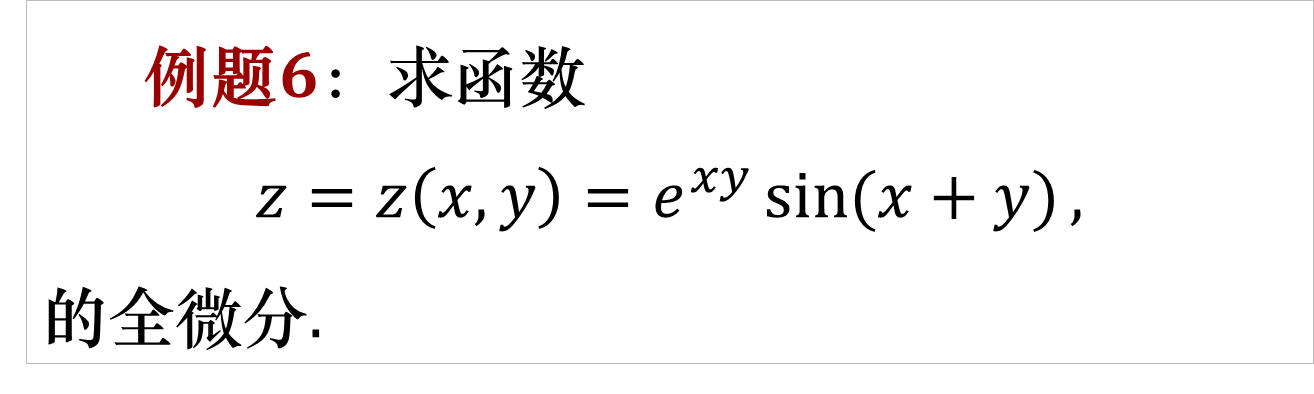 例题6：求函数
z = z(x, y) = e^{xy} sin(x + y) ,
的全微分.